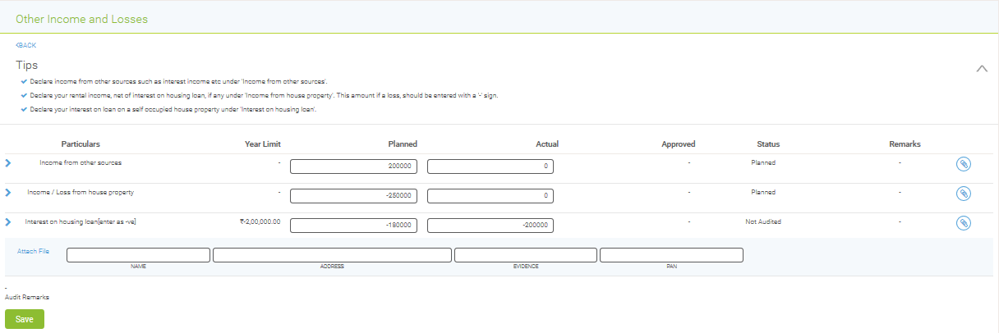 Other Income and Losses
<BACK
Tips
Declare income from other sources such as interest income etc under 'Income from other sources'.
Declare your rental income, net of interest on housing loan, if any under 'Income from house property'. This amount if a loss, should be entered with a '-' sign.
Declare your interest on loan on a self occupied house property under 'Interest on housing loan'.
Particulars Year Limit Planned Actual Approved Status Remarks
Income from other sources - 200000 0 - Planned -
Income / Loss from house property - -250000 0 - Planned -
Interest on housing loan[enter as -ve] ₹-2,00,000.00 -180000 -200000 - Not Audited -
Attach File
NAME ADDRESS EVIDENCE PAN
-
Audit Remarks
Save